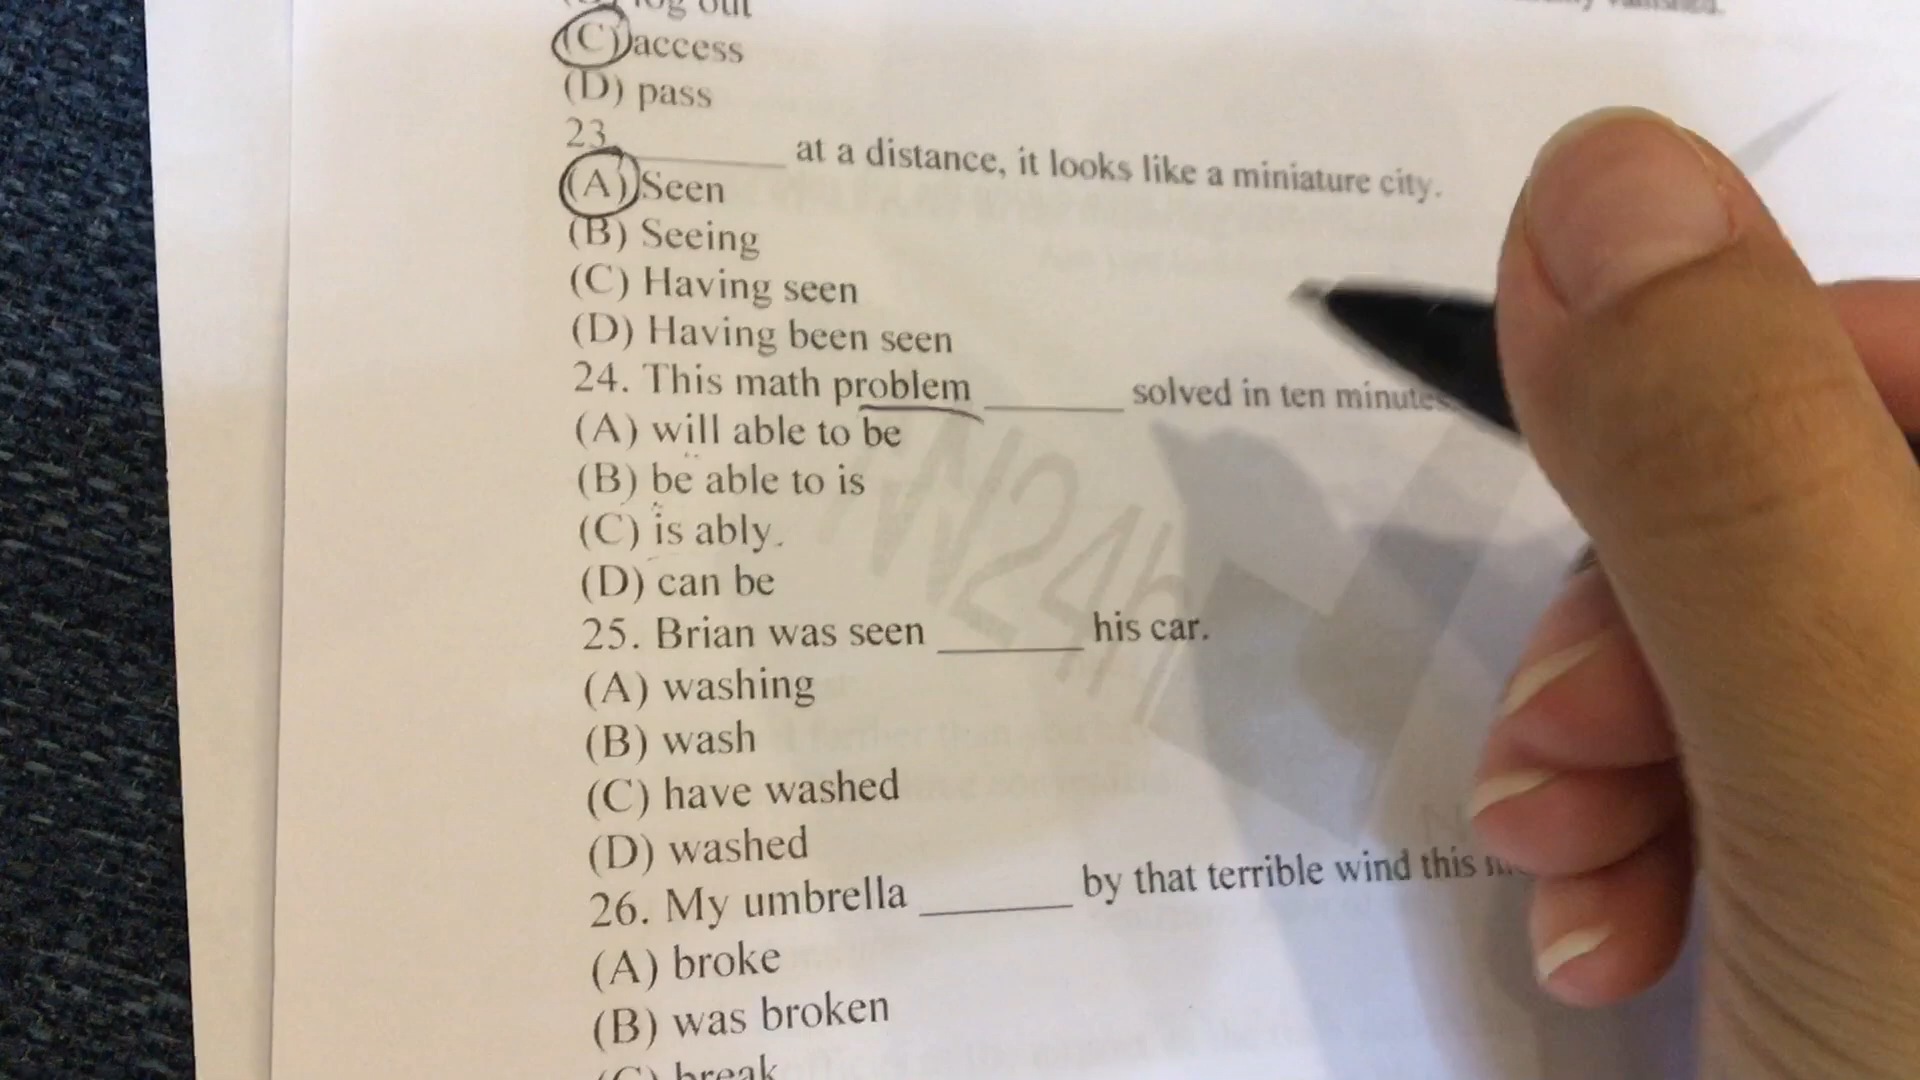 log out
(C) access
(D) pass
23. ________ at a distance, it looks like a miniature city.
(A) Seen
(B) Seeing
(C) Having seen
(D) Having been seen
24. This math problem ________ solved in ten minutes.
(A) will able to be
(B) be able to is
(C) is ably.
(D) can be
25. Brian was seen ________ his car.
(A) washing
(B) wash
(C) have washed
(D) washed
26. My umbrella ________ by that terrible wind this
(A) broke
(B) was broken
(C) break